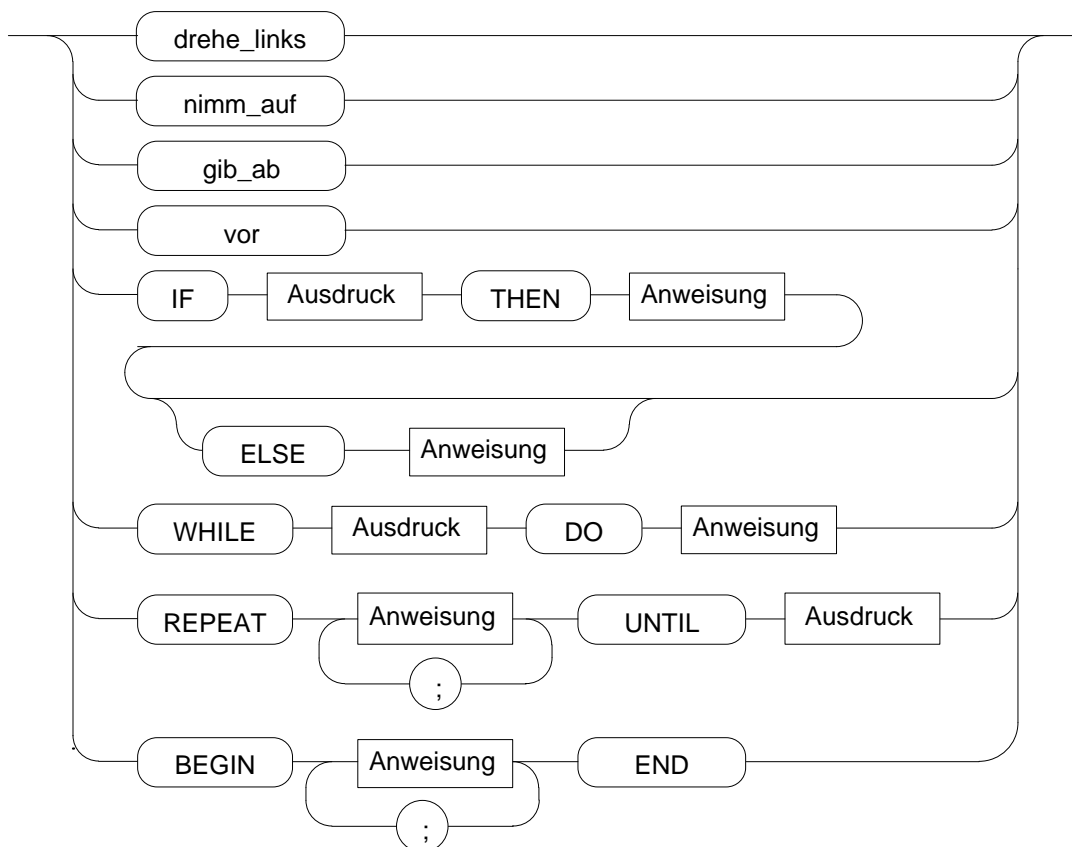 drehe_links
nimm_auf
gib_ab
vor
IF Ausdruck THEN Anweisung
ELSE Anweisung
WHILE Ausdruck DO Anweisung
REPEAT Anweisung UNTIL Ausdruck
;
BEGIN Anweisung END
;